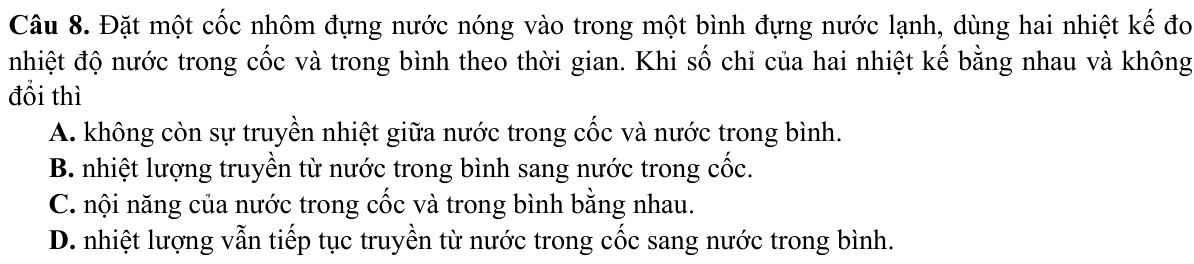 Câu 8. Đặt một cốc nhôm đựng nước nóng vào trong một bình đựng nước lạnh, dùng hai nhiệt kế đo
nhiệt độ nước trong cốc và trong bình theo thời gian. Khi số chỉ của hai nhiệt kế bằng nhau và không
đổi thì
A. không còn sự truyền nhiệt giữa nước trong cốc và nước trong bình.
B. nhiệt lượng truyền từ nước trong bình sang nước trong cốc.
C. nội năng của nước trong cốc và trong bình bằng nhau.
D. nhiệt lượng vẫn tiếp tục truyền từ nước trong cốc sang nước trong bình.